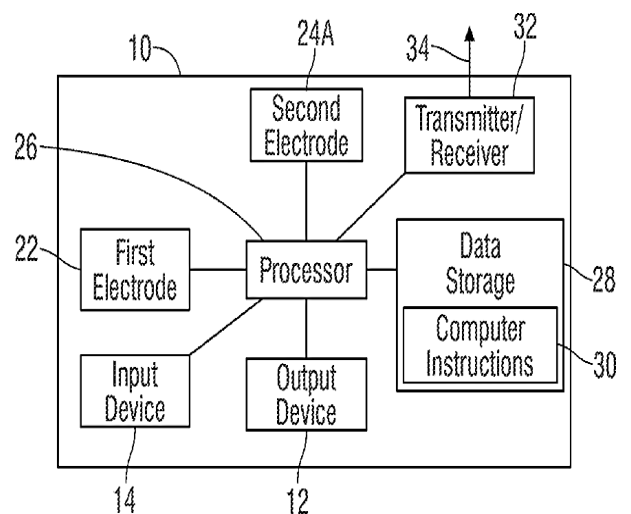 24A
34
32
10
Second
Electrode
Transmitter/
Receiver
26
22
First
Electrode
Processor
Data
Storage
28
Computer
Instructions
30
Input
Device
Output
Device
14
12